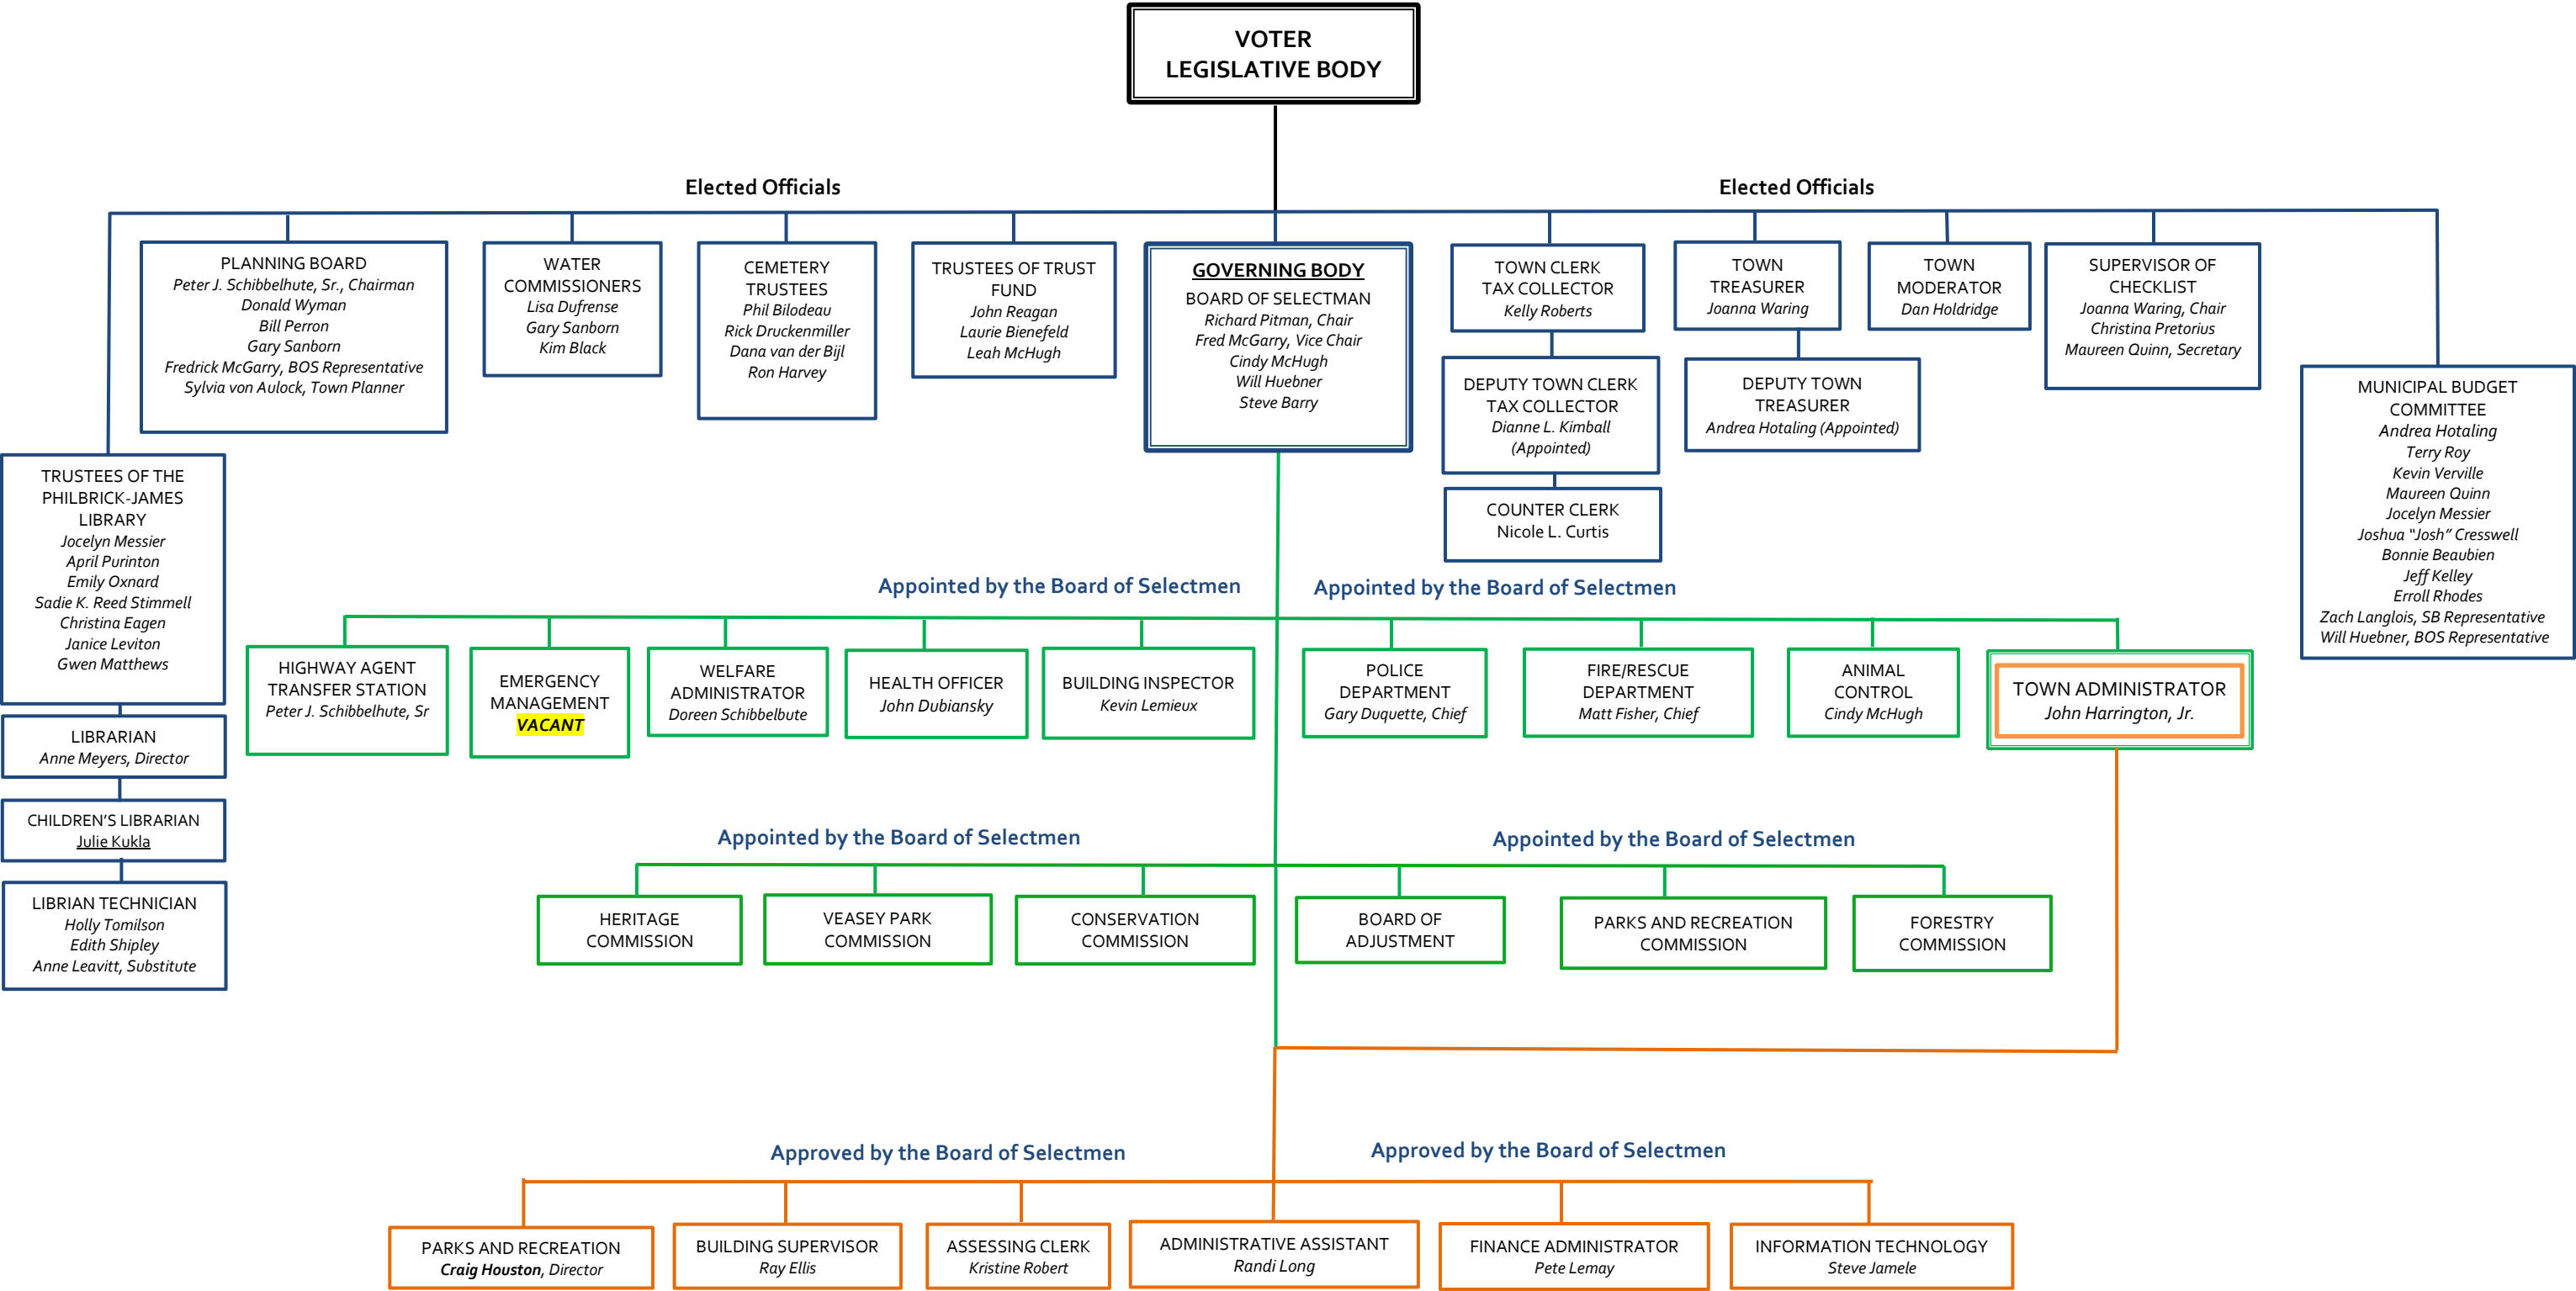 VOTER
LEGISLATIVE BODY
Elected Officials
Elected Officials
PLANNING BOARD
Peter J. Schibbelhute, Sr., Chairman
Donald Wyman
Bill Perron
Gary Sanborn
Fredrick McGarry, BOS Representative
Sylvia von Aulock, Town Planner
WATER
COMMISSIONERS
Lisa Dufrense
Gary Sanborn
Kim Black
CEMETERY
TRUSTEES
Phil Bilodeau
Rick Druckenmiller
Dana van der Bijl
Ron Harvey
TRUSTEES OF TRUST
FUND
John Reagan
Laurie Bienefeld
Leah McHugh
GOVERNING BODY
BOARD OF SELECTMAN
Richard Pitman, Chair
Fred McGarry, Vice Chair
Cindy McHugh
Will Huebner
Steve Barry
TOWN CLERK
TAX COLLECTOR
Kelly Roberts
DEPUTY TOWN CLERK
TAX COLLECTOR
Dianne L. Kimball
(Appointed)
COUNTER CLERK
Nicole L. Curtis
TOWN
TREASURER
Joanna Waring
DEPUTY TOWN
TREASURER
Andrea Hotaling (Appointed)
TOWN
MODERATOR
Dan Holdridge
SUPERVISOR OF
CHECKLIST
Joanna Waring, Chair
Christina Pretorius
Maureen Quinn, Secretary
MUNICIPAL BUDGET
COMMITTEE
Andrea Hotaling
Terry Roy
Kevin Verville
Maureen Quinn
Jocelyn Messier
Joshua “Josh” Cresswell
Bonnie Beaubien
Jeff Kelley
Erroll Rhodes
Zach Langlois, SB Representative
Will Huebner, BOS Representative
TRUSTEES OF THE
PHILBRICK-JAMES
LIBRARY
Jocelyn Messier
April Purinton
Emily Oxnard
Sadie K. Reed Stimmell
Christina Eagen
Janice Leviton
Gwen Matthews
LIBRARIAN
Anne Meyers, Director
CHILDREN’S LIBRARIAN
Julie Kukla
LIBRIAN TECHNICIAN
Holly Tomilson
Edith Shipley
Anne Leavitt, Substitute
Appointed by the Board of Selectmen
Appointed by the Board of Selectmen
HIGHWAY AGENT
TRANSFER STATION
Peter J. Schibbelhute, Sr
EMERGENCY
MANAGEMENT
VACANT
WELFARE
ADMINISTRATOR
Doreen Schibbelbute
HEALTH OFFICER
John Dubiansky
BUILDING INSPECTOR
Kevin Lemieux
POLICE
DEPARTMENT
Gary Duquette, Chief
FIRE/RESCUE
DEPARTMENT
Matt Fisher, Chief
ANIMAL
CONTROL
Cindy McHugh
TOWN ADMINISTRATOR
John Harrington, Jr.
Appointed by the Board of Selectmen
Appointed by the Board of Selectmen
HERITAGE
COMMISSION
VEASEY PARK
COMMISSION
CONSERVATION
COMMISSION
BOARD OF
ADJUSTMENT
PARKS AND RECREATION
COMMISSION
FORESTRY
COMMISSION
Approved by the Board of Selectmen
Approved by the Board of Selectmen
PARKS AND RECREATION
Craig Houston, Director
BUILDING SUPERVISOR
Ray Ellis
ASSESSING CLERK
Kristine Robert
ADMINISTRATIVE ASSISTANT
Randi Long
FINANCE ADMINISTRATOR
Pete Lemay
INFORMATION TECHNOLOGY
Steve Jamele